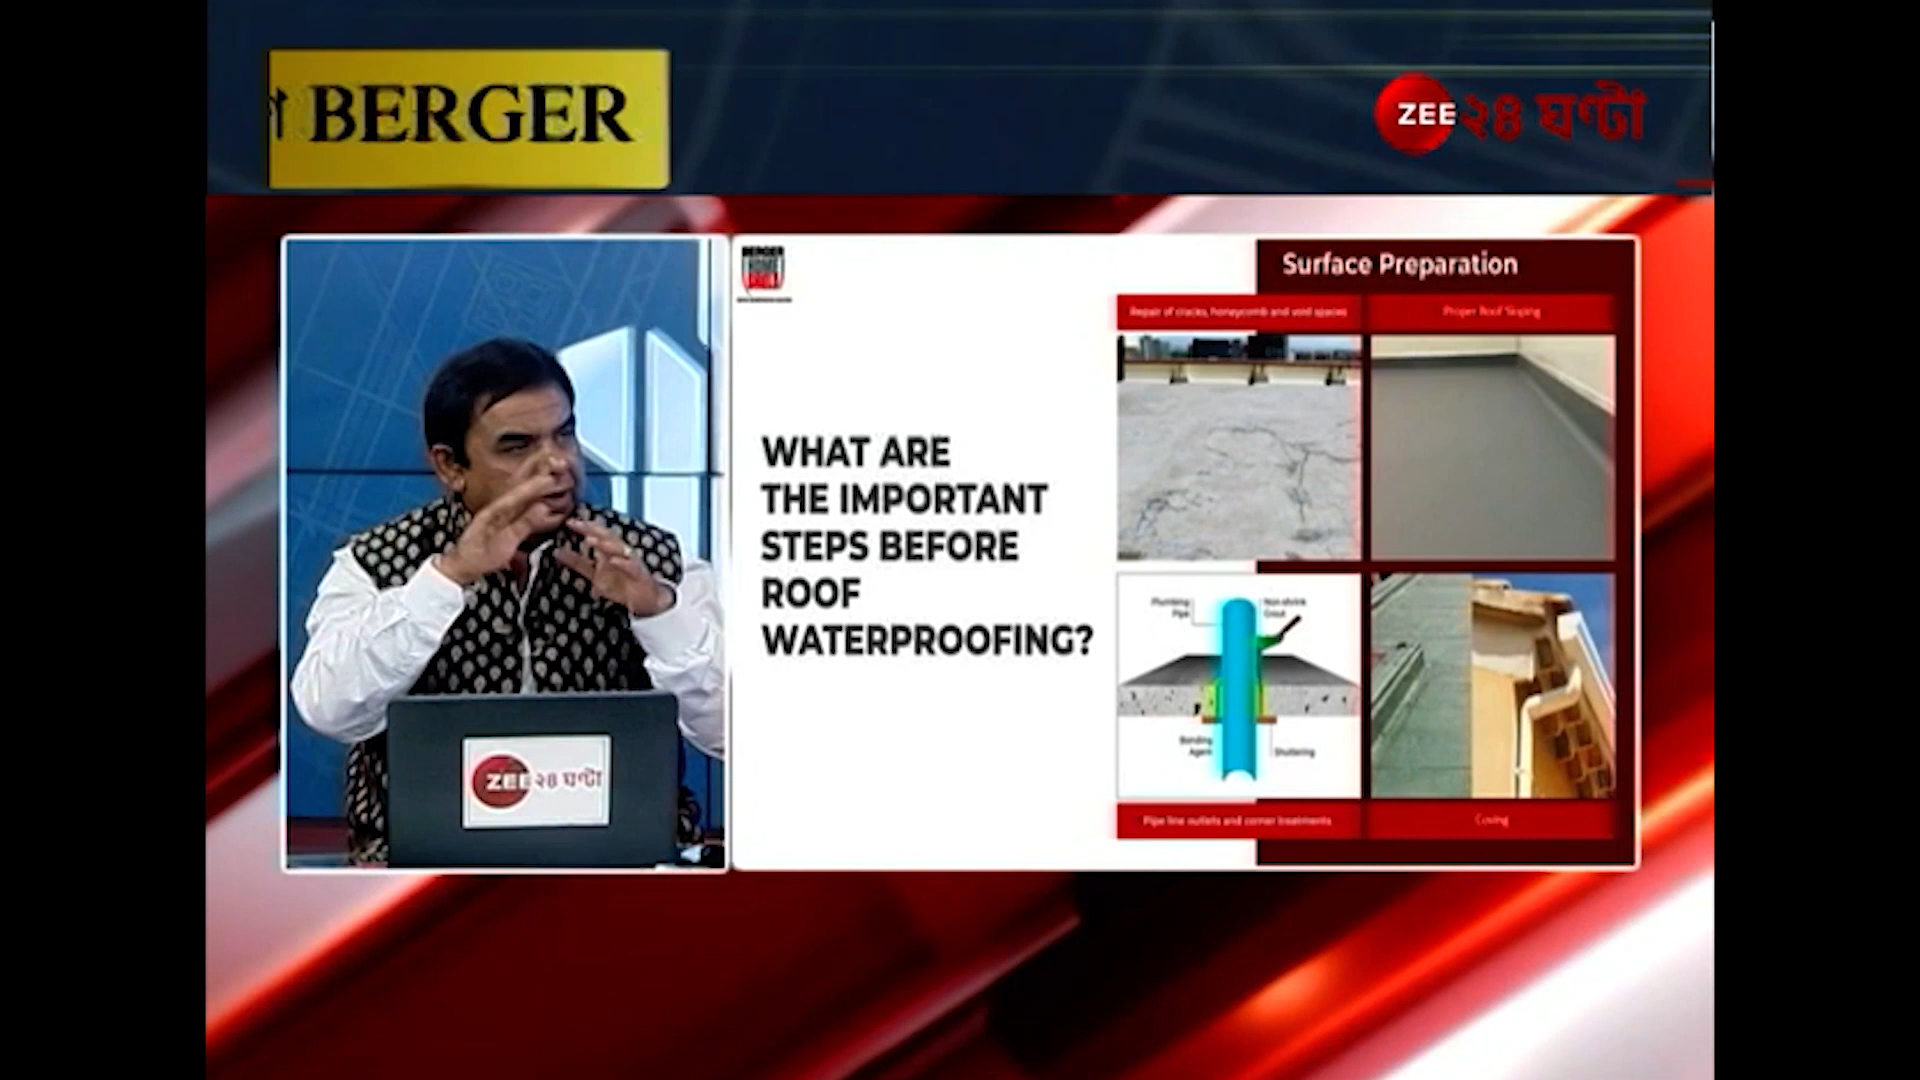 BERGER
ZEE ২৪ ঘণ্টা
BERGER
HOME
Surface Preparation
Repair of cracks, honeycomb and void spaces
Proper Roof Sloping
WHAT ARE
THE IMPORTANT
STEPS BEFORE
ROOF
WATERPROOFING?
Plumbing
Pipe
Non-shrink
Grout
Bonding
Agent
Shuttering
Pipe line outlets and corner treatments
Coving
ZEE ২৪ ঘণ্টা